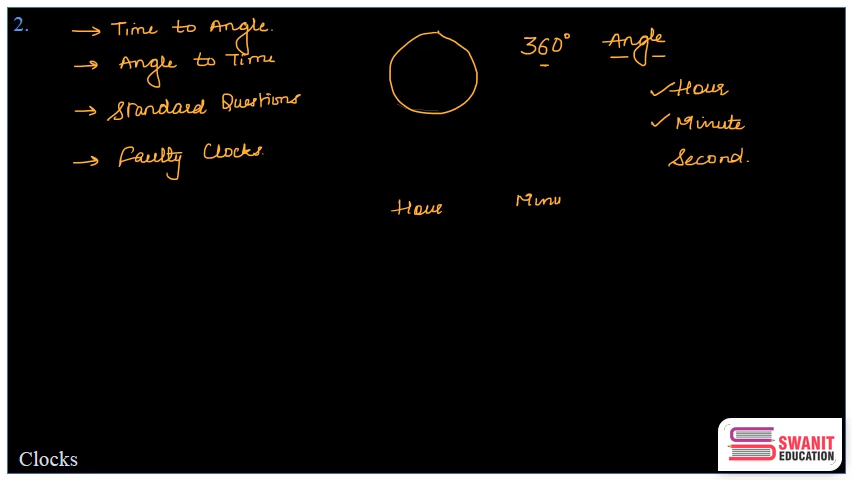 2.
→ Time to Angle.
→ Angle to Time
→ Standard Questions
→ Faulty Clocks.
360° Angle
✓ Hour
✓ Minute
Second.
Hour Minu
Clocks
SWANIT
EDUCATION